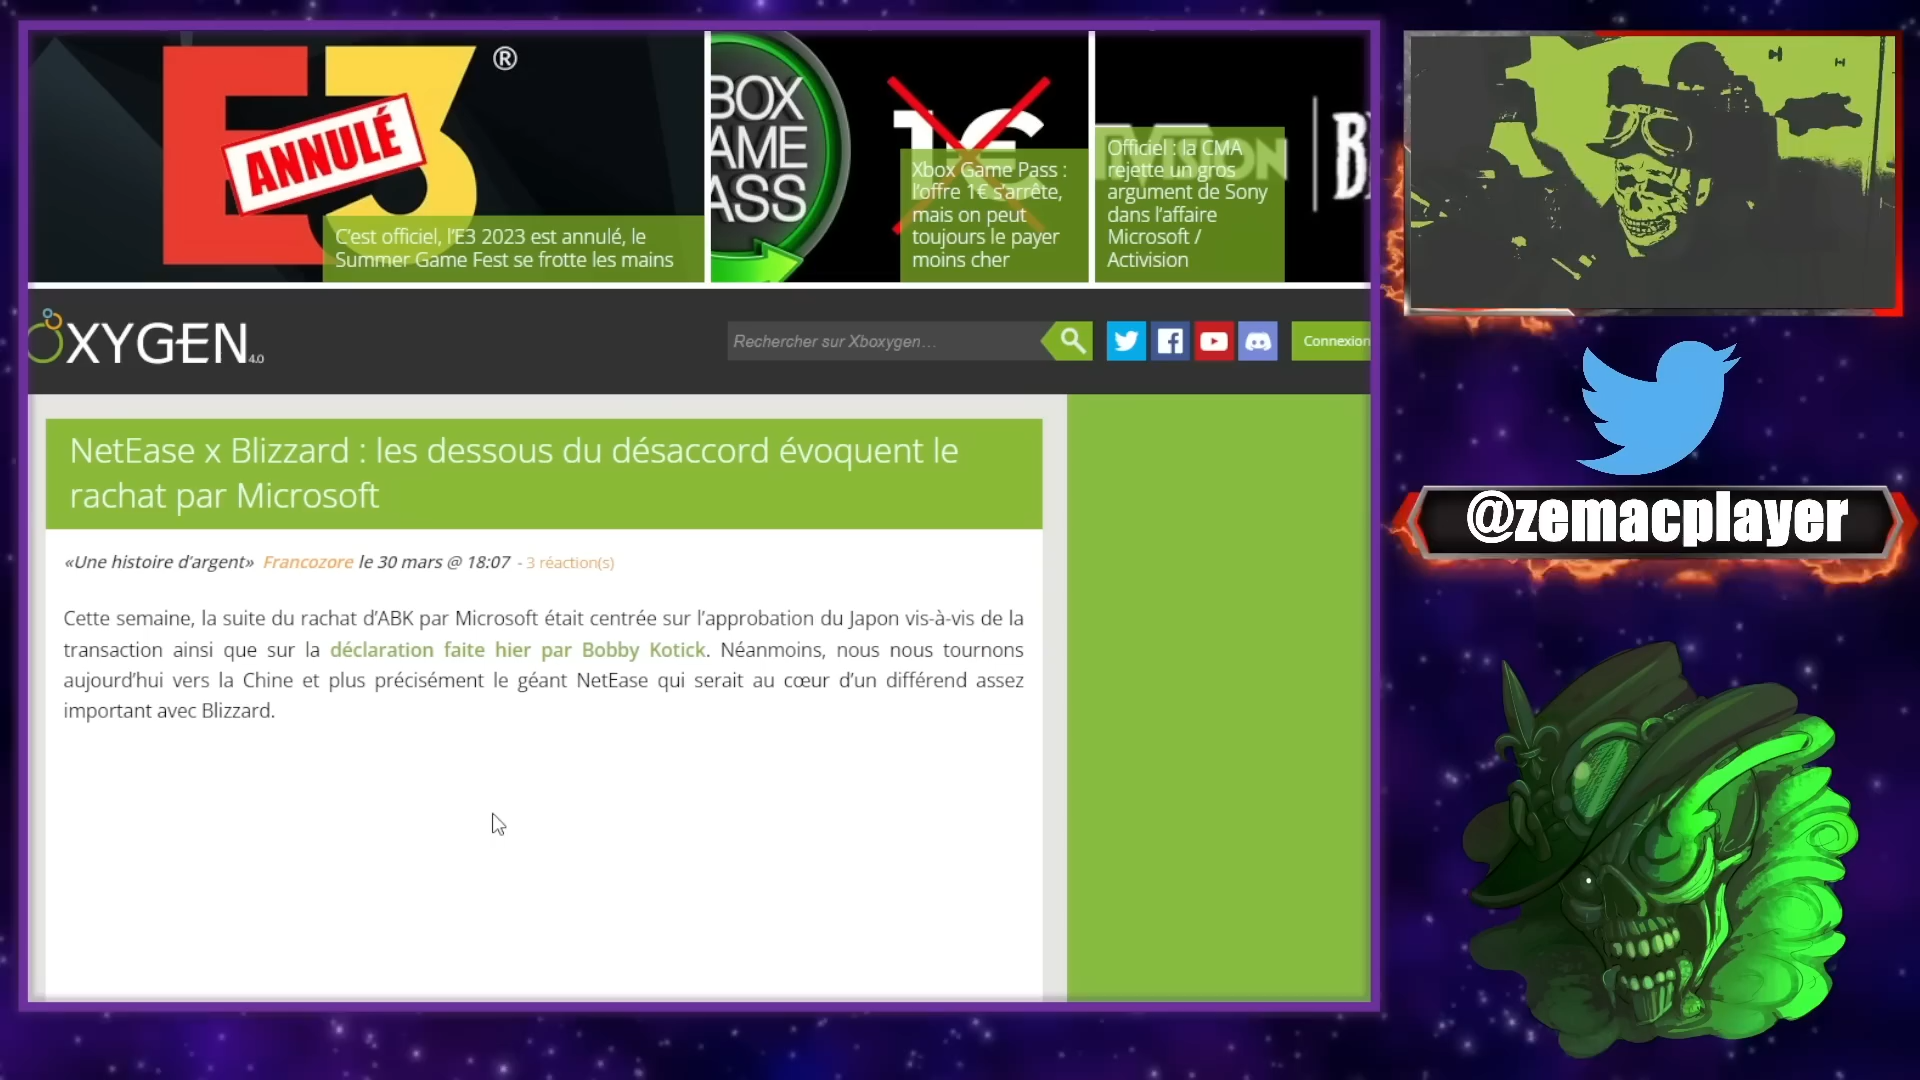 E3 ®
ANNULÉ
C'est officiel, l'E3 2023 est annulé, le
Summer Game Fest se frotte les mains
BOX
AME
ASS
1€
Xbox Game Pass :
l'offre 1€ s'arrête,
mais on peut
toujours le payer
moins cher
Officiel : la CMA
rejette un gros
argument de Sony
dans l'affaire
Microsoft /
Activision
OXYGEN 4.0
Rechercher sur Xboxygen…
Connexion
NetEase x Blizzard : les dessous du désaccord évoquent le
rachat par Microsoft
«Une histoire d'argent» Francozore le 30 mars @ 18:07 - 3 réaction(s)
Cette semaine, la suite du rachat d'ABK par Microsoft était centrée sur l'approbation du Japon vis-à-vis de la
transaction ainsi que sur la déclaration faite hier par Bobby Kotick. Néanmoins, nous nous tournons
aujourd'hui vers la Chine et plus précisément le géant NetEase qui serait au cœur d'un différend assez
important avec Blizzard.
@zemacplayer